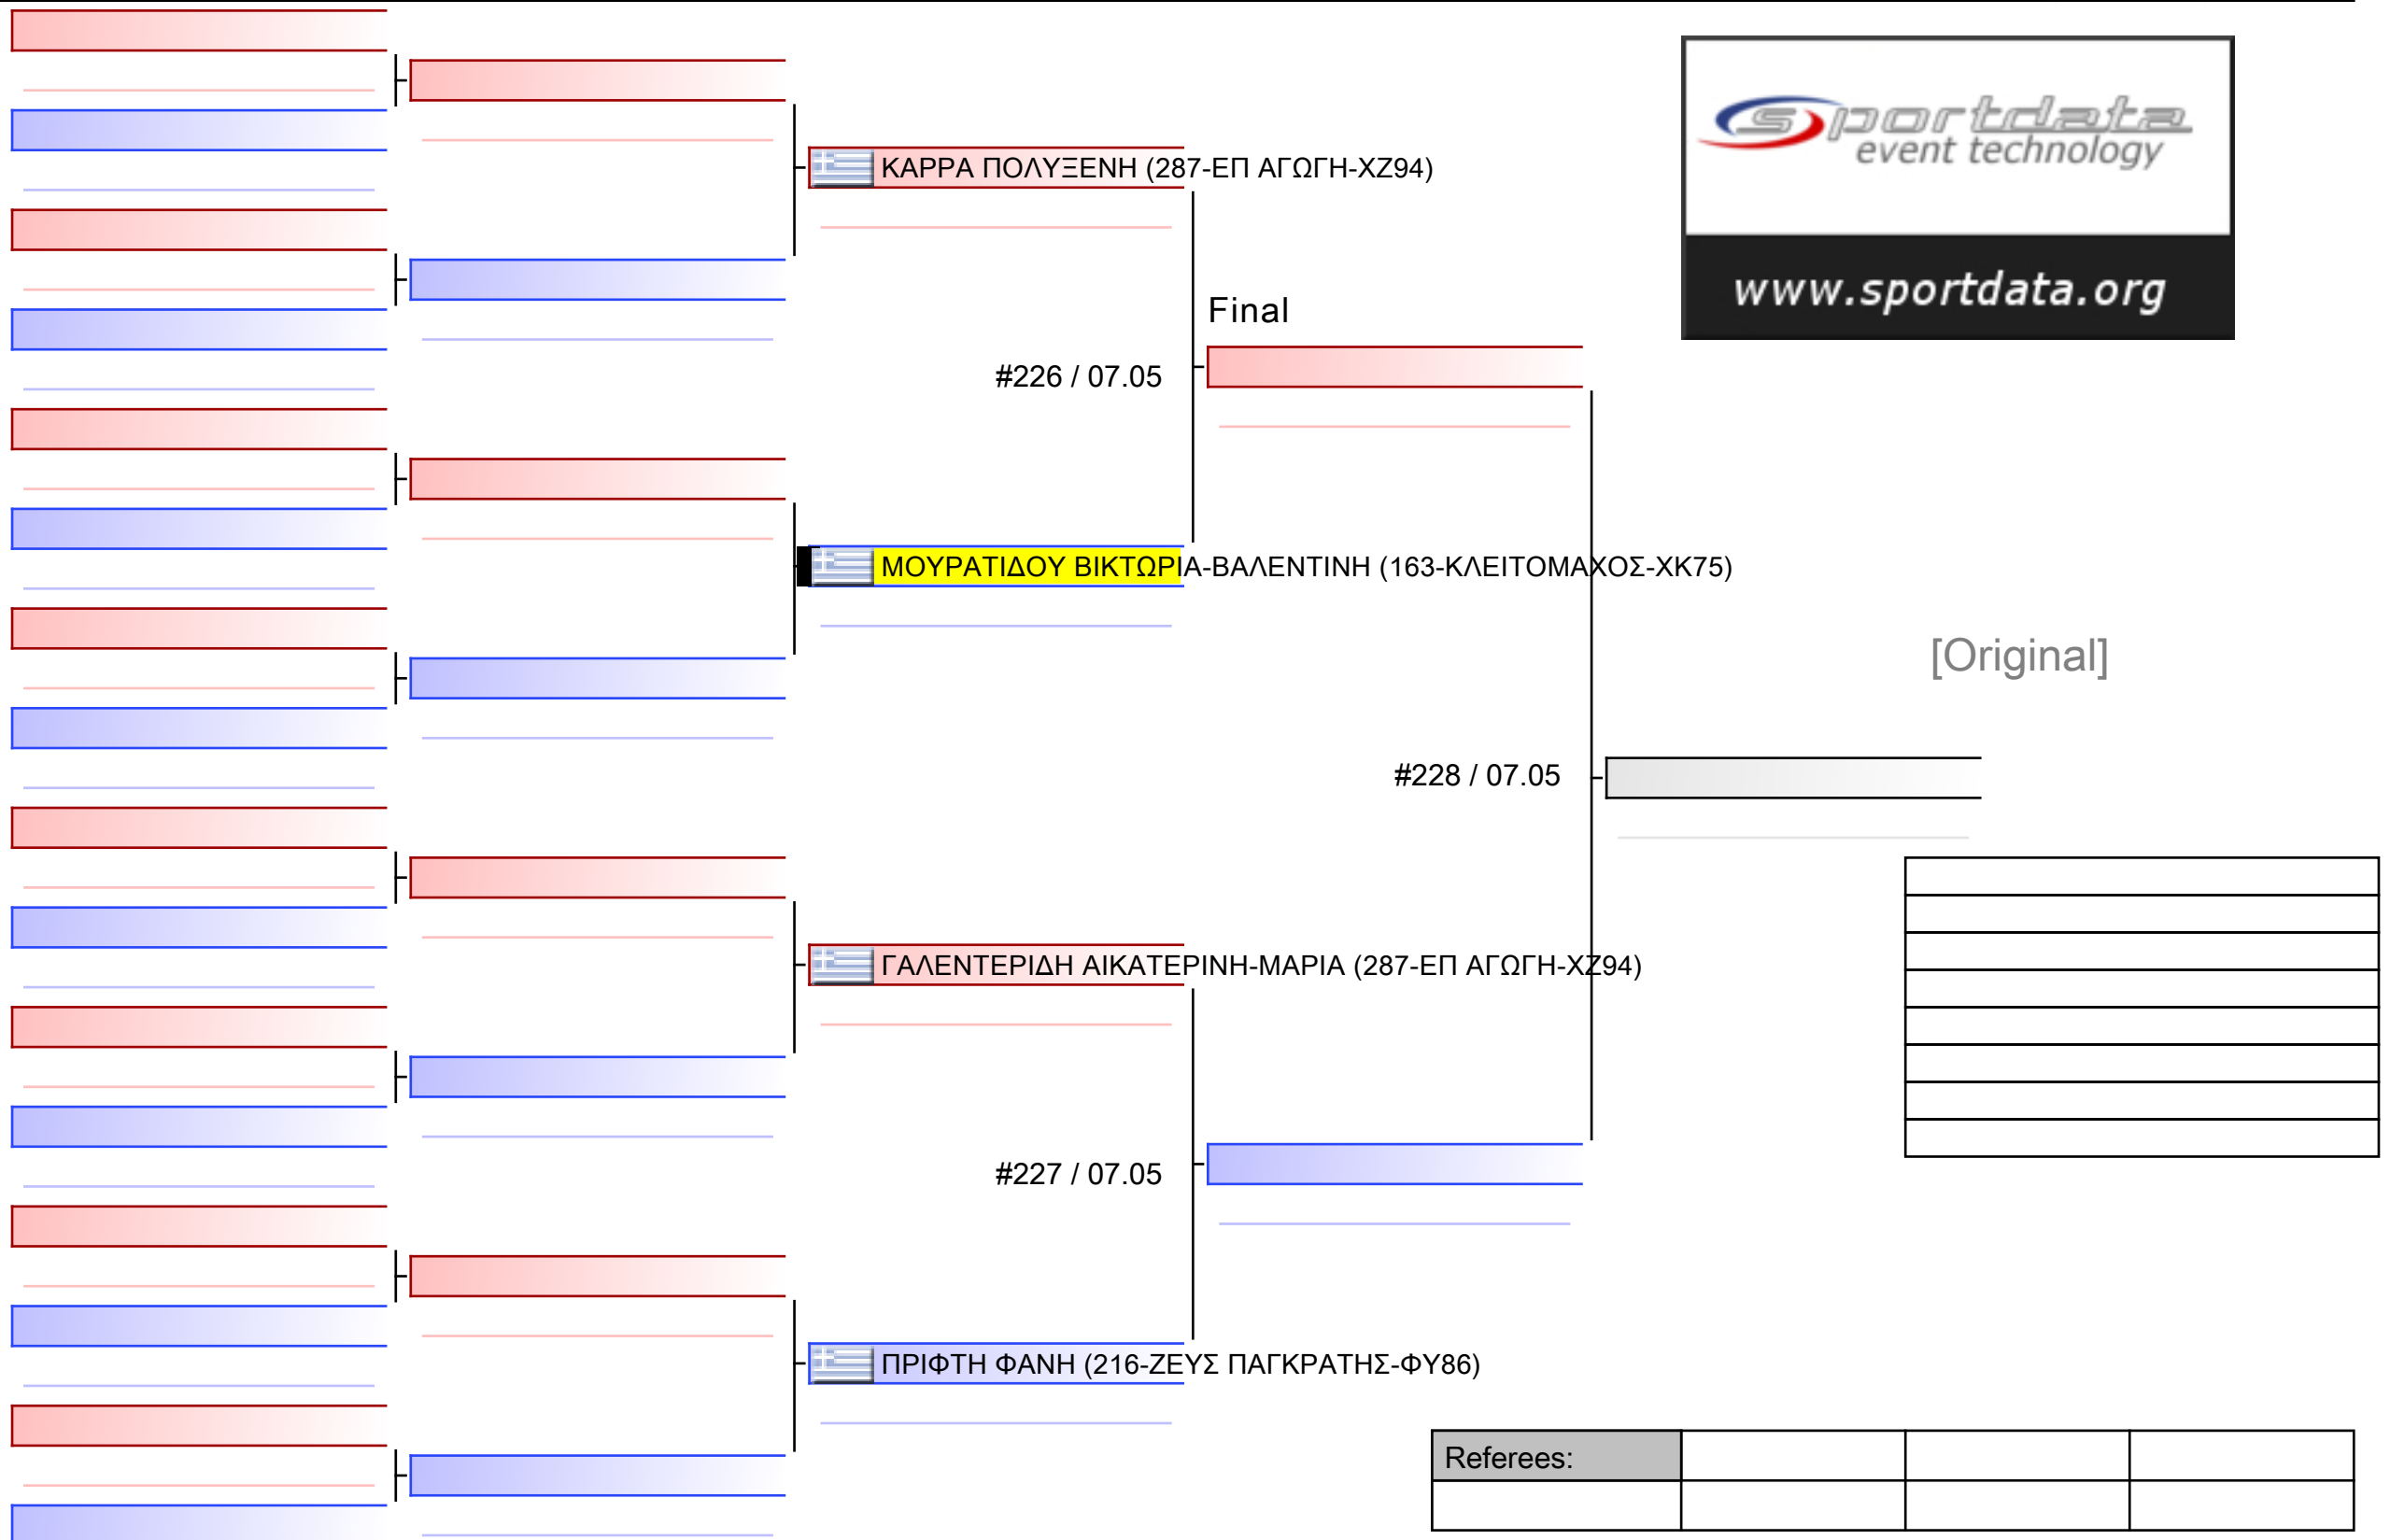 sportdata
event technology
www.sportdata.org
ΚΑΡΡΑ ΠΟΛΥΞΕΝΗ (287-ΕΠ ΑΓΩΓΗ-ΧΖ94)
Final
#226 / 07.05
ΜΟΥΡΑΤΙΔΟΥ ΒΙΚΤΩΡΙΑ-ΒΑΛΕΝΤΙΝΗ (163-ΚΛΕΙΤΟΜΑΧΟΣ-ΧΚ75)
[Original]
#228 / 07.05
ΓΑΛΕΝΤΕΡΙΔΗ ΑΙΚΑΤΕΡΙΝΗ-ΜΑΡΙΑ (287-ΕΠ ΑΓΩΓΗ-ΧΖ94)
#227 / 07.05
ΠΡΙΦΤΗ ΦΑΝΗ (216-ΖΕΥΣ ΠΑΓΚΡΑΤΗΣ-ΦΥ86)
Referees: